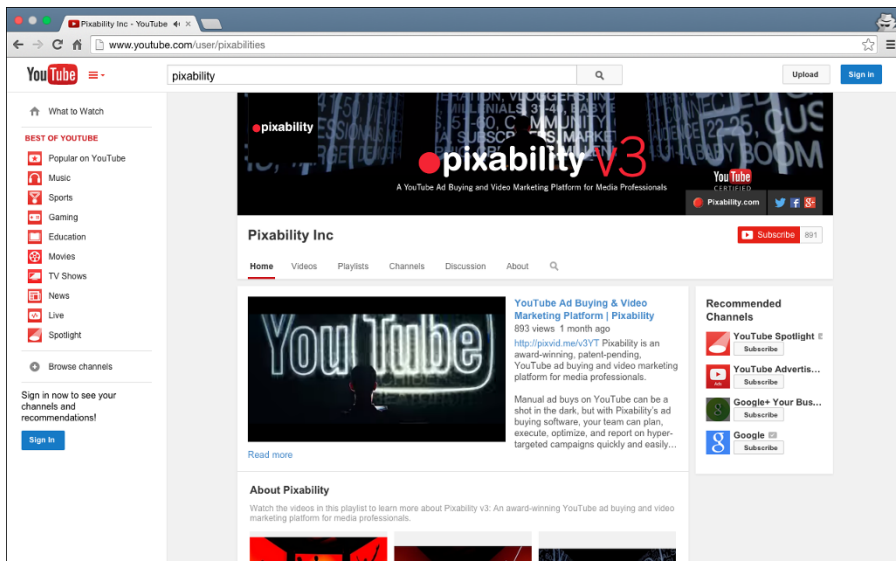 Pixability Inc - YouTube
www.youtube.com/user/pixabilities
YouTube
pixability
Upload
Sign in
What to Watch
BEST OF YOUTUBE
Popular on YouTube
Music
Sports
Gaming
Education
Movies
TV Shows
News
Live
Spotlight
Browse channels
Sign in now to see your
channels and
recommendations!
Sign In
pixability
pixability v3
A YouTube Ad Buying and Video Marketing Platform for Media Professionals
YouTube
CERTIFIED
Pixability.com
Pixability Inc
Subscribe 891
Home Videos Playlists Channels Discussion About
YouTube
YouTube Ad Buying & Video
Marketing Platform | Pixability
893 views 1 month ago
http://pixvid.me/v3YT Pixability is an
award-winning, patent-pending,
YouTube ad buying and video marketing
platform for media professionals.
Manual ad buys on YouTube can be a
shot in the dark, but with Pixability's ad
buying software, your team can plan,
execute, optimize, and report on hyper-
targeted campaigns quickly and easily...
Read more
Recommended
Channels
YouTube Spotlight
Subscribe
YouTube Advertis...
Subscribe
Google+ Your Bus...
Subscribe
Google
Subscribe
About Pixability
Watch the videos in this playlist to learn more about Pixability v3: An award-winning YouTube ad buying and video
marketing platform for media professionals.